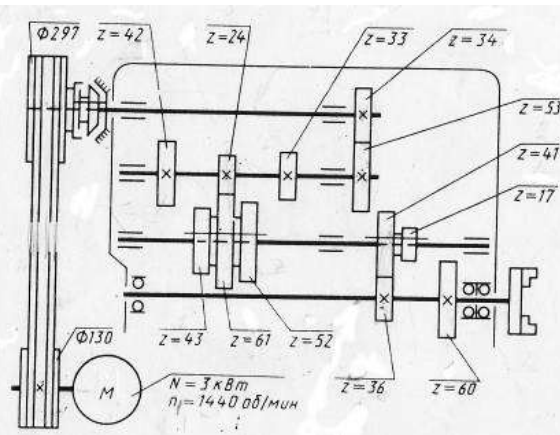 Φ297
z=42
z=24
z=33
z=34
z=53
z=41
z=17
Φ130
M
N = 3 кВт
n₁=1440 об/мин
z=43
z=61
z=52
z=36
z=60